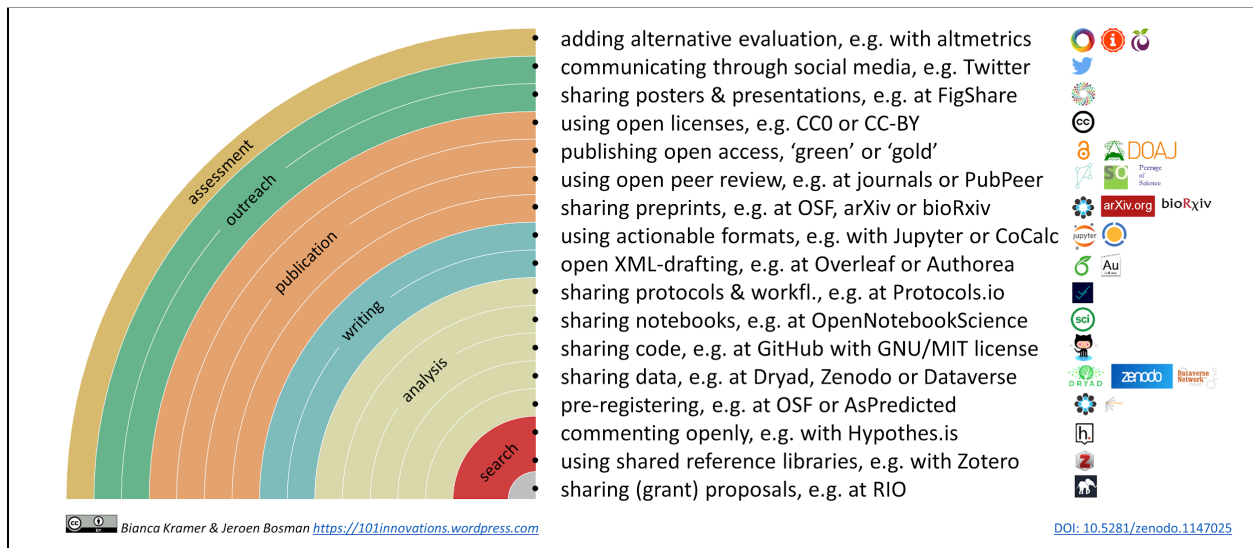 adding alternative evaluation, e.g. with altmetrics
communicating through social media, e.g. Twitter
sharing posters & presentations, e.g. at FigShare
using open licenses, e.g. CC0 or CC-BY
cc
publishing open access, ‘green’ or ‘gold’
DOAJ
using open peer review, e.g. at journals or PubPeer
SO
Peerage
of
Science
sharing preprints, e.g. at OSF, arXiv or bioRxiv
arXiv.org
bioRχiv
using actionable formats, e.g. with Jupyter or CoCalc
jupyter
open XML-drafting, e.g. at Overleaf or Authorea
Au
sharing protocols & workfl., e.g. at Protocols.io
sharing notebooks, e.g. at OpenNotebookScience
sci
sharing code, e.g. at GitHub with GNU/MIT license
sharing data, e.g. at Dryad, Zenodo or Dataverse
DRYAD
zenodo
Dataverse
Network
pre-registering, e.g. at OSF or AsPredicted
commenting openly, e.g. with Hypothes.is
h.
using shared reference libraries, e.g. with Zotero
Z
sharing (grant) proposals, e.g. at RIO
assessment
outreach
publication
writing
analysis
search
cc
BY
Bianca Kramer & Jeroen Bosman https://101innovations.wordpress.com
DOI: 10.5281/zenodo.1147025